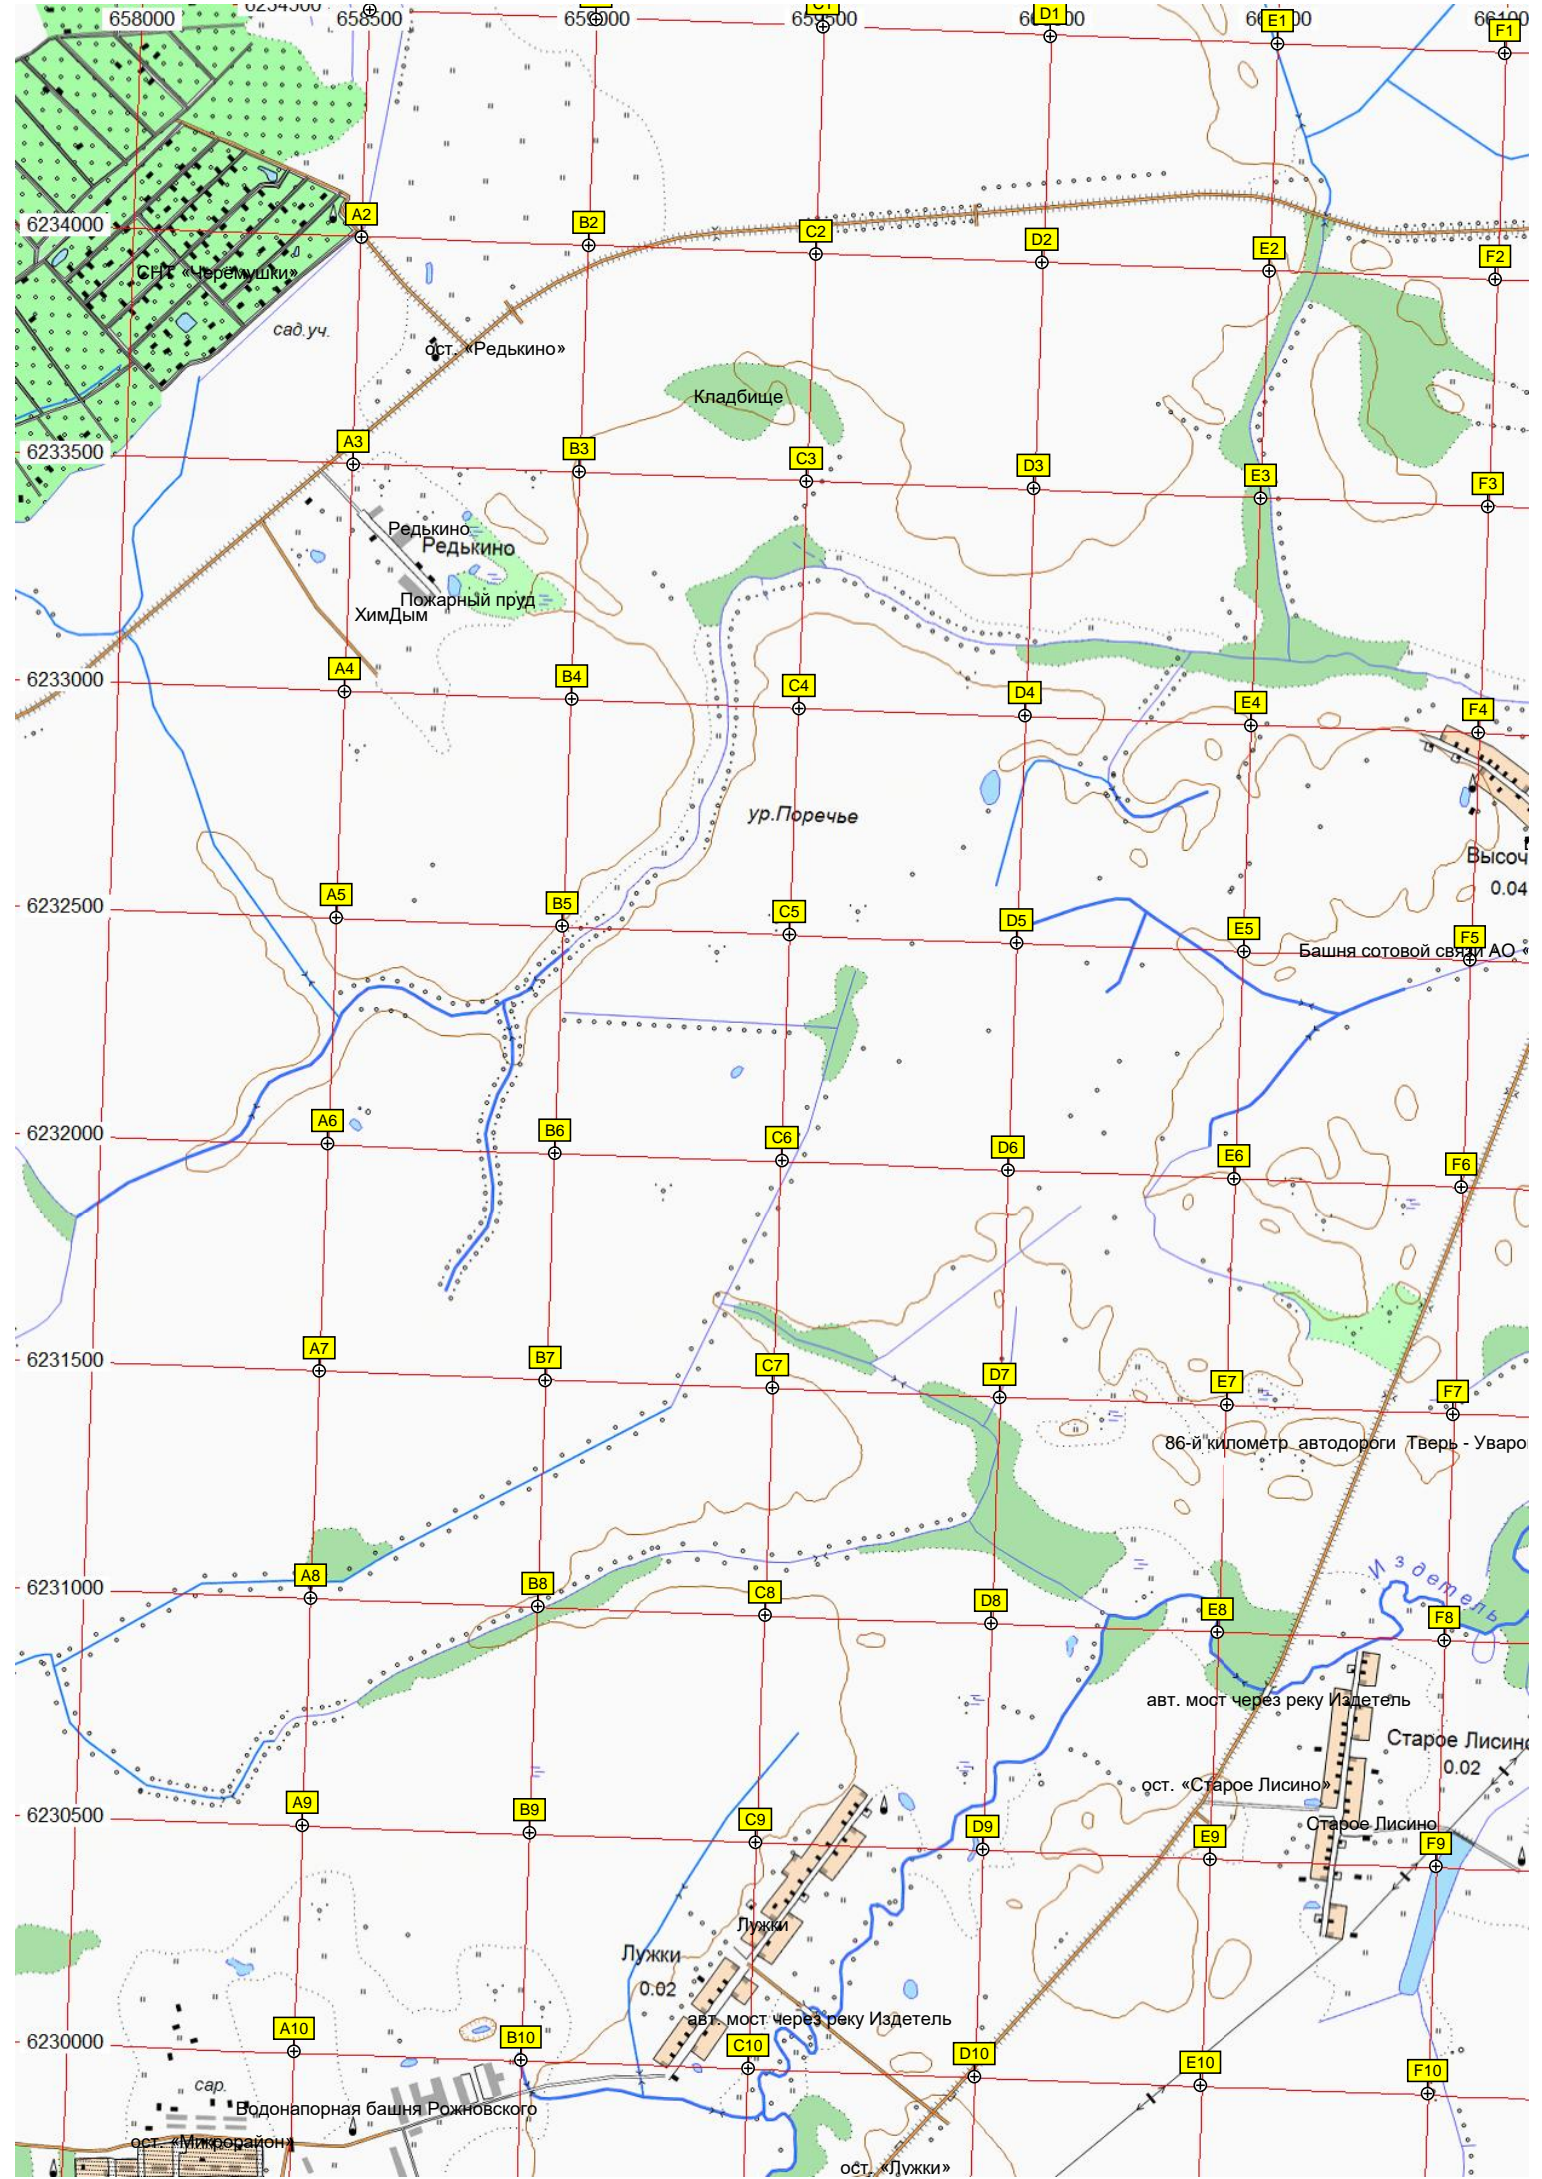 6234500
658000
658500
659000
C1
659500
D1
E1
F1
A2
B2
C2
D2
E2
F2
6234000
СНТ «Черёмушки»
сад.уч.
ост. «Редькино»
Кладбище
A3
B3
C3
D3
E3
F3
6233500
Редькино
Редькино
Пожарный пруд
ХимДым
A4
B4
C4
D4
E4
F4
6233000
ур.Поречье
Высоч
0.04
A5
B5
C5
D5
E5
F5
6232500
Башня сотовой связи АО «
A6
B6
C6
D6
E6
F6
6232000
A7
B7
C7
D7
E7
F7
6231500
86-й километр автодороги Тверь - Уваро
A8
B8
C8
D8
E8
F8
6231000
Издетель
авт. мост через реку Издетель
Старое Лисино
0.02
ост. «Старое Лисино»
A9
B9
C9
D9
E9
F9
6230500
Старое Лисино
Лужки
Лужки
0.02
авт. мост через реку Издетель
A10
B10
C10
D10
E10
F10
6230000
сар.
Водонапорная башня Рожновского
ост. «Микрорайон»
ост. «Лужки»